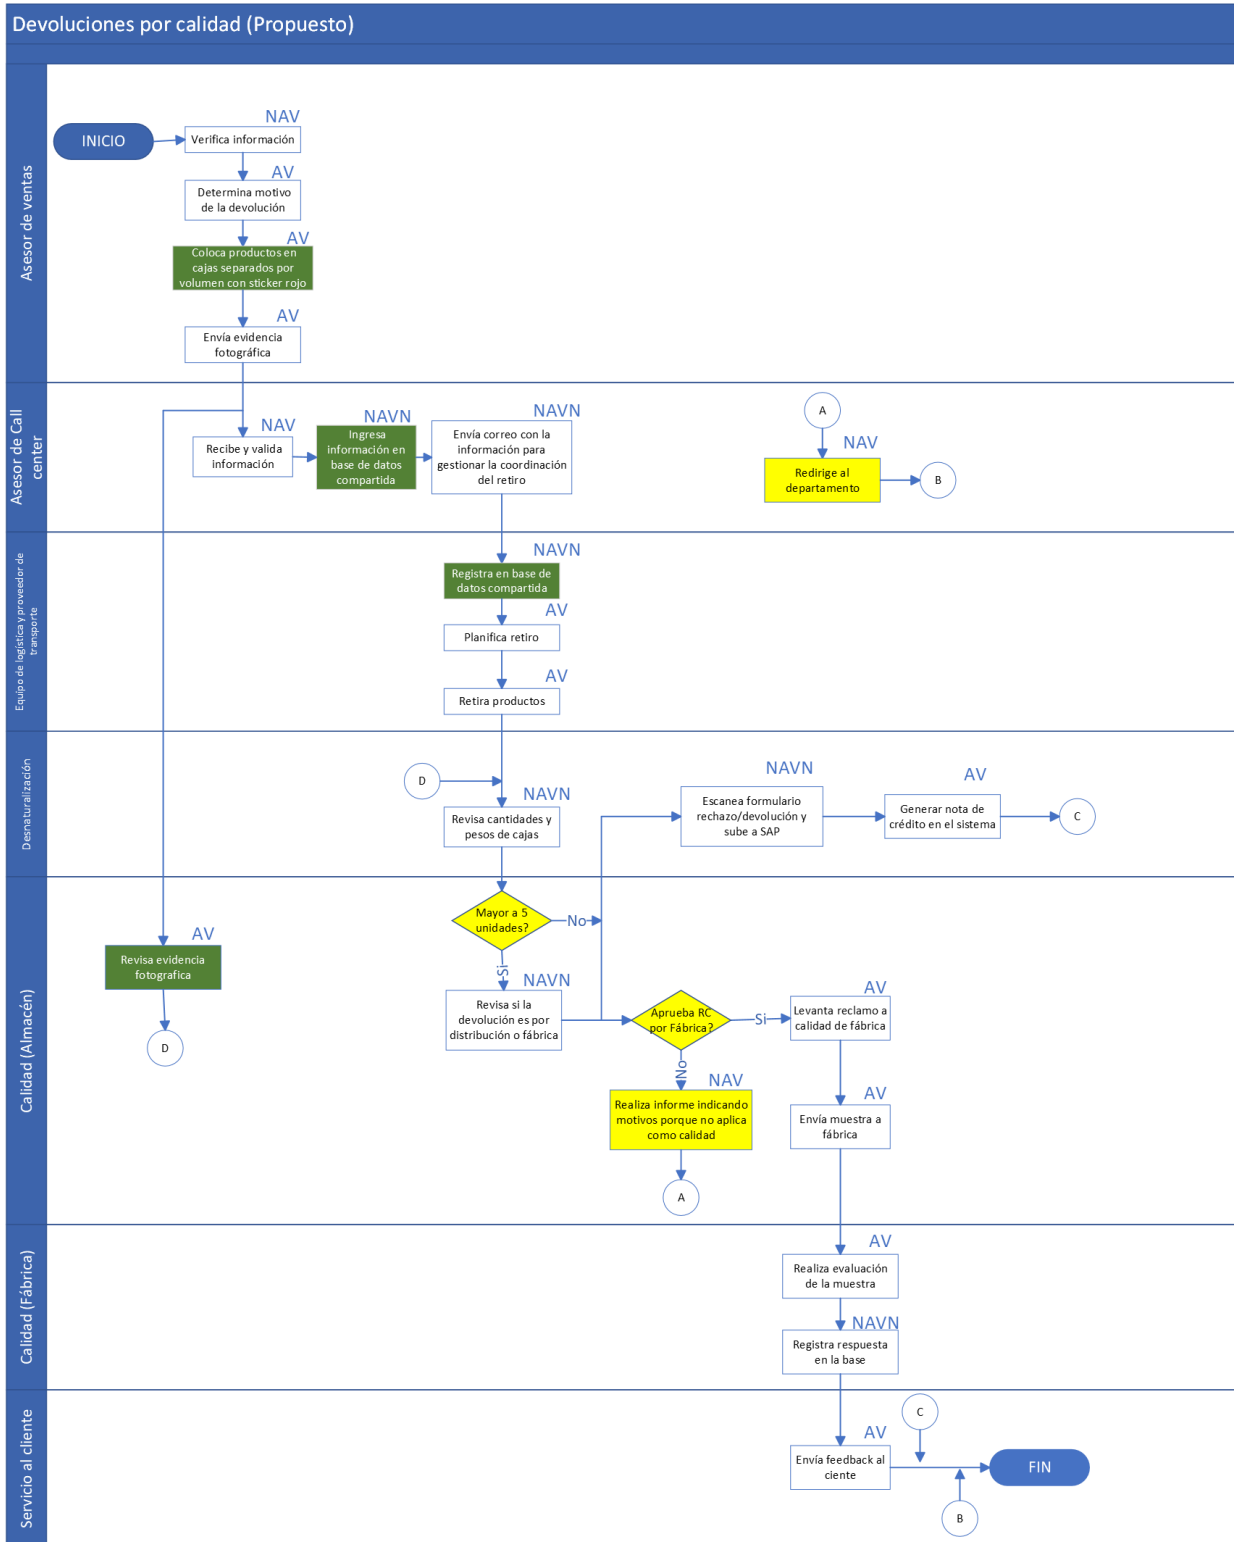 Devoluciones por calidad (Propuesto)
Asesor de ventas
INICIO
NAV
Verifica información
AV
Determina motivo
de la devolución
AV
Coloca productos en
cajas separados por
volumen con sticker rojo
AV
Envía evidencia
fotográfica
Asesor de Call
center
NAV
Recibe y valida
información
NAVN
Ingresa
información en
base de datos
compartida
NAVN
Envía correo con la
información para
gestionar la coordinación
del retiro
A
NAV
Redirige al
departamento
B
Equipo de logística y proveedor de
transporte
NAVN
Registra en base de
datos compartida
AV
Planifica retiro
AV
Retira productos
Desnaturalización
D
NAVN
Revisa cantidades y
pesos de cajas
NAVN
Escanea formulario
rechazo/devolución y
sube a SAP
AV
Generar nota de
crédito en el sistema
C
Calidad (Almacén)
AV
Revisa evidencia
fotografica
D
Mayor a 5
unidades?
No
Si
NAVN
Revisa si la
devolución es por
distribución o fábrica
Aprueba RC
por Fábrica?
Si
No
AV
Levanta reclamo a
calidad de fábrica
NAV
Realiza informe indicando
motivos porque no aplica
como calidad
A
AV
Envía muestra a
fábrica
Calidad (Fábrica)
AV
Realiza evaluación
de la muestra
NAVN
Registra respuesta
en la base
Servicio al cliente
AV
Envía feedback al
ciente
C
B
FIN